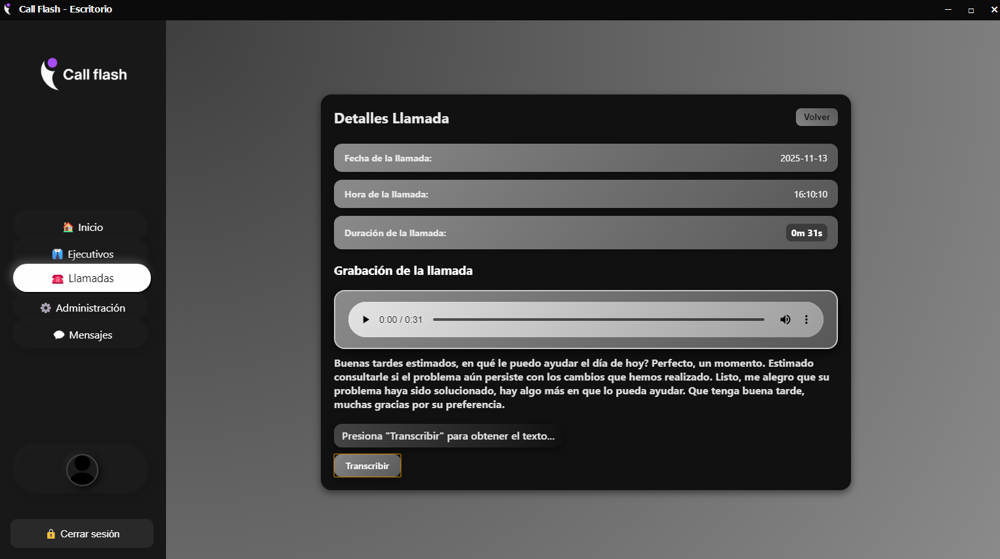 Call Flash - Escritorio
Call flash
Inicio
Ejecutivos
Llamadas
Administración
Mensajes
Cerrar sesión
Detalles Llamada
Volver
Fecha de la llamada: 2025-11-13
Hora de la llamada: 16:10:10
Duración de la llamada: 0m 31s
Grabación de la llamada
0:00 / 0:31
Buenas tardes estimados, en qué le puedo ayudar el día de hoy? Perfecto, un momento. Estimado
consultarle si el problema aún persiste con los cambios que hemos realizado. Listo, me alegro que su
problema haya sido solucionado, hay algo más en que lo pueda ayudar. Que tenga buena tarde,
muchas gracias por su preferencia.
Presiona "Transcribir" para obtener el texto...
Transcribir